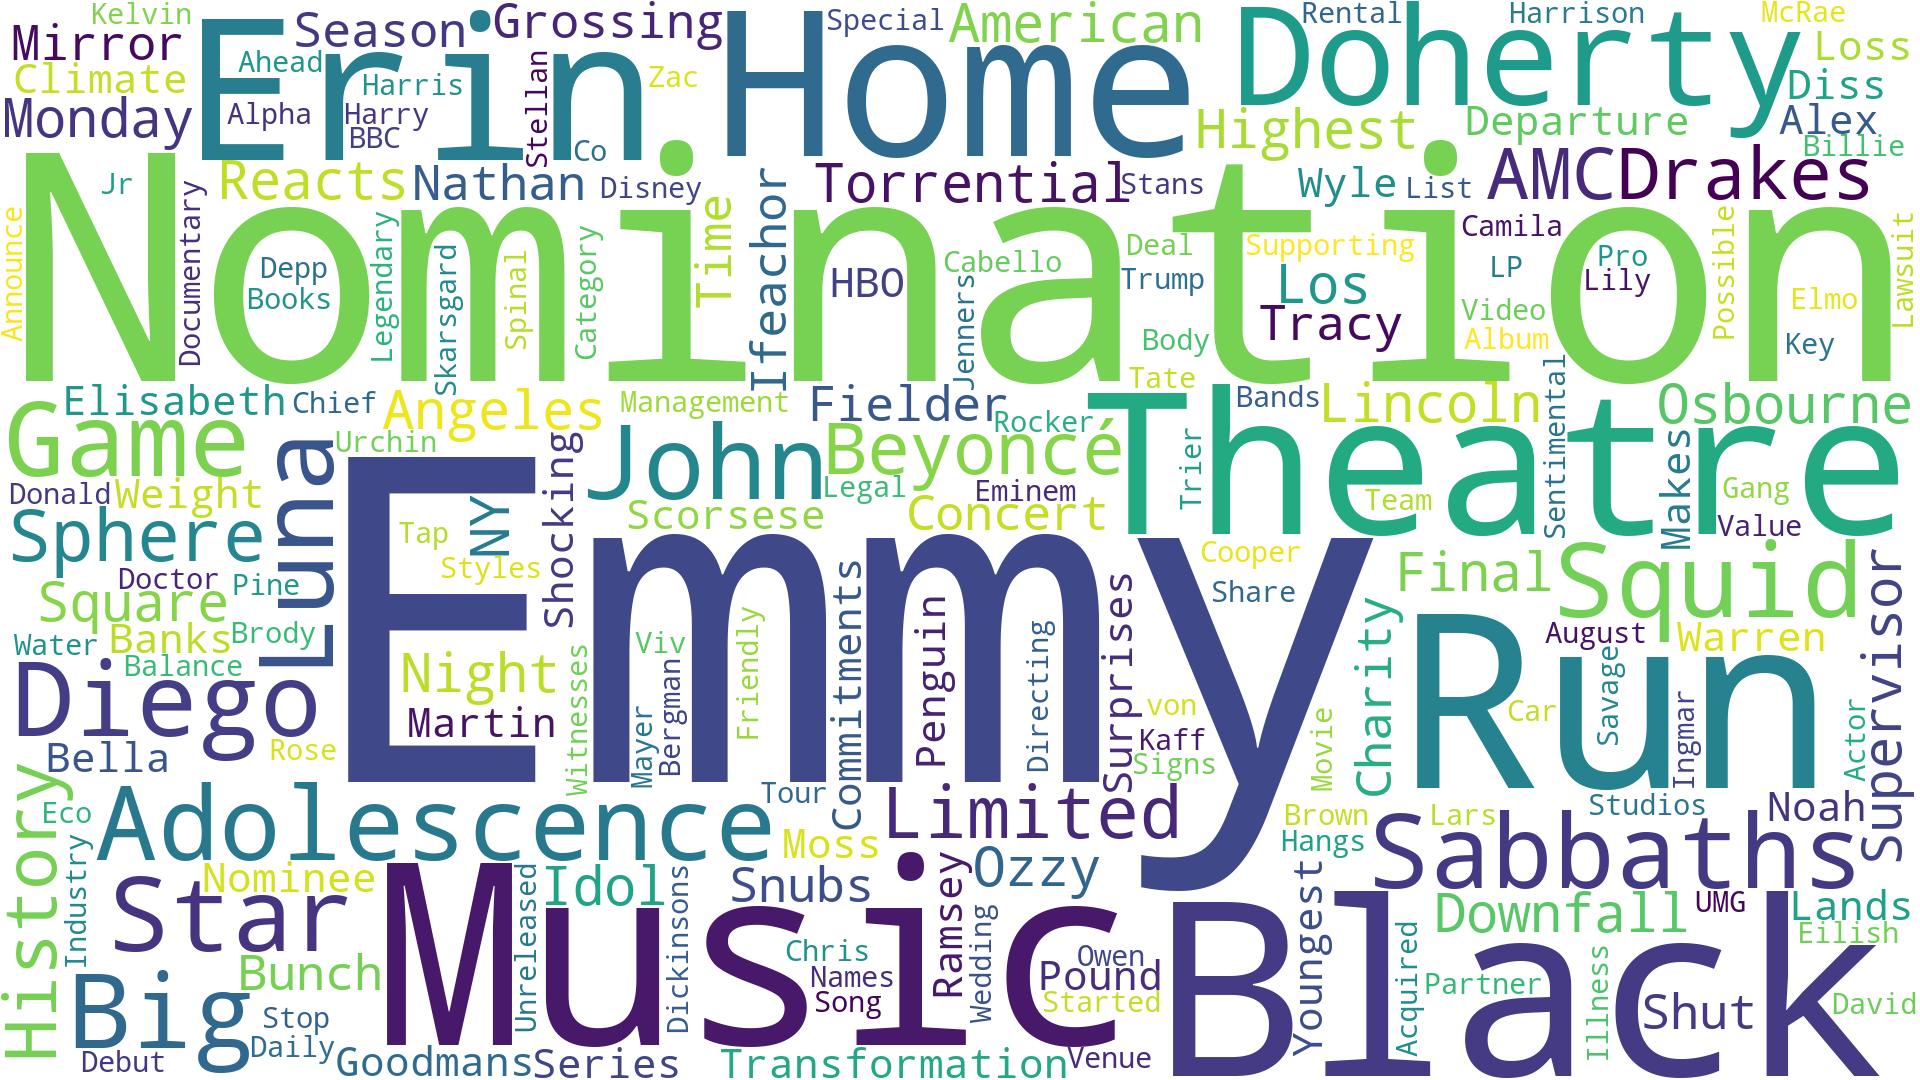 Kelvin
Mirror
Climate
Monday
Erin
Season
Ahead
Alpha
Harris
Harry
BBC
Grossing
Stellan
Co
Zac
Home
Special
American
Doherty
Rental
Harrison
McRae
Loss
Diss
Alex
Billie
Highest
Departure
AMC
Drakes
Nomination
Jr
Documentary
Announce
Reacts
Nathan
Disney
Torrential
Stans
Wyle
List
Depp
Books
Legendary
Skarsgard
Spinal
Category
Time
Ifeachor
HBO
Cabello
Jenners
Deal
Trump
Body
Tate
Supporting
Los
Tracy
Camila
LP
Video
Album
Pro
Lily
Possible
Elmo
Key
Lawsuit
Game
Elisabeth
Chief
Angeles
Urchin
Management
Fielder
Rocker
Bands
Lincoln
Osbourne
Donald
Weight
Sphere
Luna
John
Beyoncé
Theatre
Legal
Eminem
Trier
Team
Sentimental
Makes
Gang
Value
Scorsese
Concert
Shocking
NY
Tap
Styles
Emmy
Doctor
Pine
Square
Water
Banks
Brody
Balance
Diego
Bella
Rose
Night
Martin
Witnesses
Viv
Mayer
Bergman
Friendly
Commitments
Penguin
Directing
Surprises
Cooper
Share
von
Kaff
Signs
Final
Squid
Charity
Movie
Run
August
Warren
Savage
Car
Ingmar
Actor
Supervisor
History
Eco
Adolescence
Tour
Moss
Limited
Brown
Hangs
Lars
Studios
Noah
Sabbaths
Industry
Nominee
Star
Unreleased
Idol
Dickinsons
Snubs
Ozzy
Ramsey
Wedding
Youngest
Downfall
UMG
Lands
Eilish
Music
Black
Big
Bunch
Stop
Daily
Debut
Goodmans
Series
Chris
Names
Song
Owen
Pound
Started
Transformation
Venue
Acquired
Partner
Illness
Shut
David